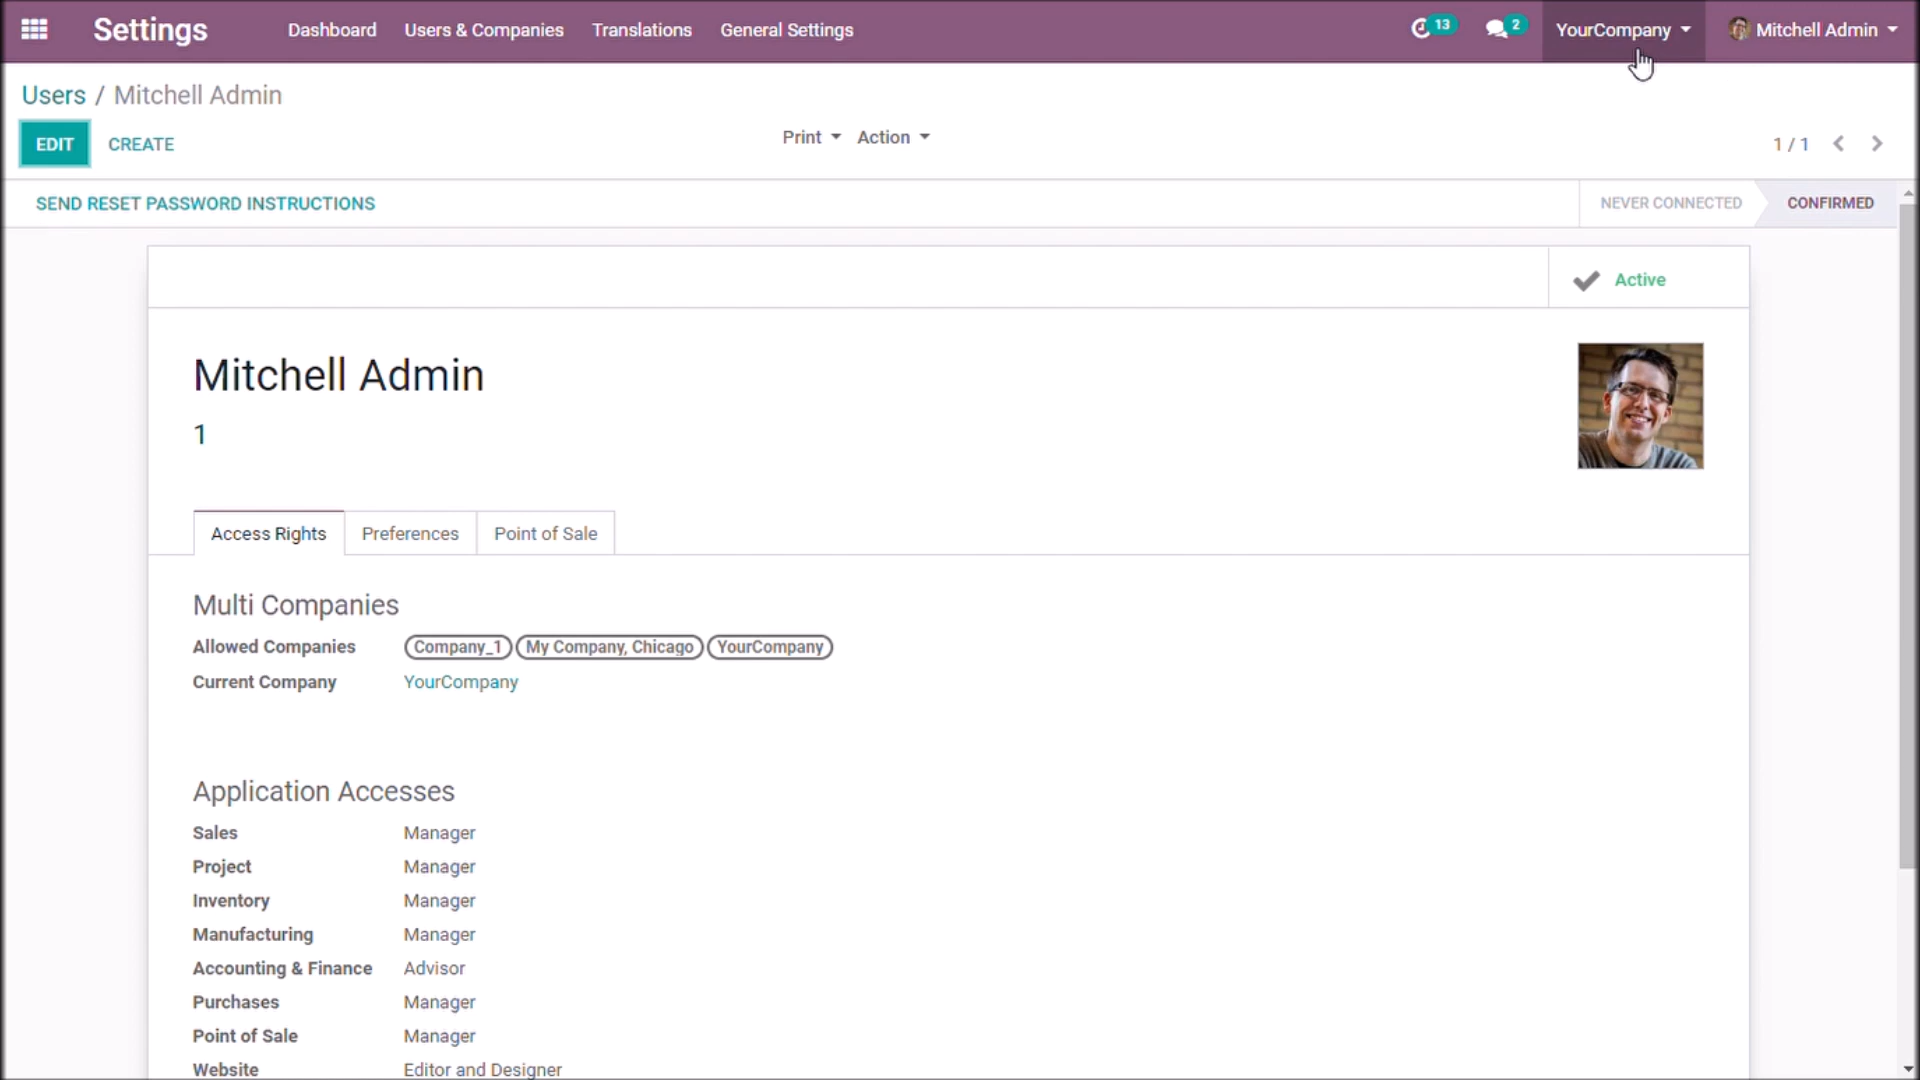 Settings Dashboard Users & Companies Translations General Settings 13 2 YourCompany Mitchell Admin
Users / Mitchell Admin
EDIT CREATE Print Action 1 / 1
SEND RESET PASSWORD INSTRUCTIONS NEVER CONNECTED CONFIRMED
Active
Mitchell Admin
1
Access Rights Preferences Point of Sale
Multi Companies
Allowed Companies Company_1 My Company, Chicago YourCompany
Current Company YourCompany
Application Accesses
Sales Manager
Project Manager
Inventory Manager
Manufacturing Manager
Accounting & Finance Advisor
Purchases Manager
Point of Sale Manager
Website Editor and Designer